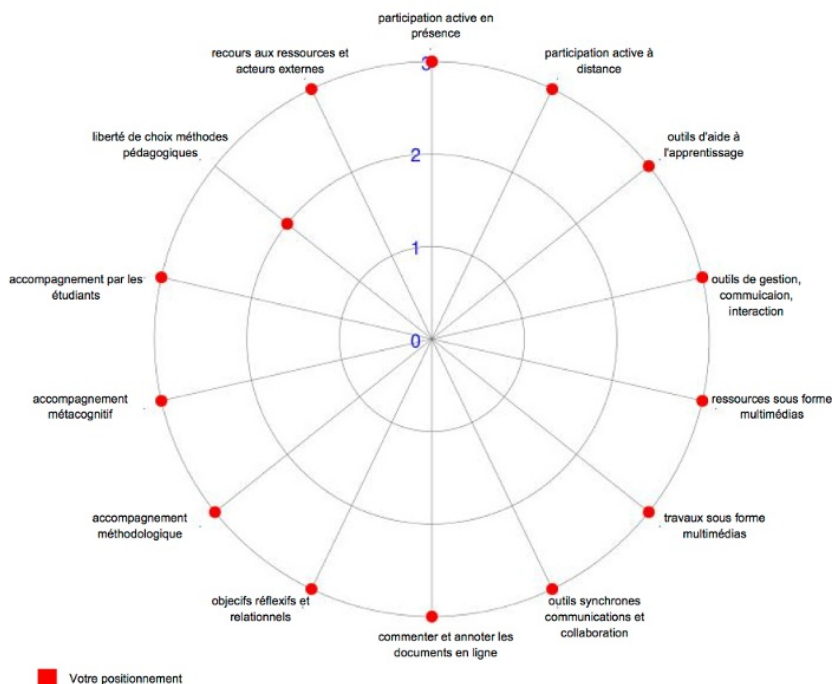 participation active en
présence
recours aux ressources et
acteurs externes
participation active à
distance
3
liberté de choix méthodes
pédagogiques
outils d'aide à
l'apprentissage
2
1
accompagnement par les
étudiants
outils de gestion,
commuicaion,
interaction
0
accompagnement
métacognitif
ressources sous forme
multimédias
accompagnement
méthodologique
travaux sous forme
multimédias
objecifs réflexifs et
relationnels
outils synchrones
communications et
collaboration
commenter et annoter les
documents en ligne
Votre positionnement